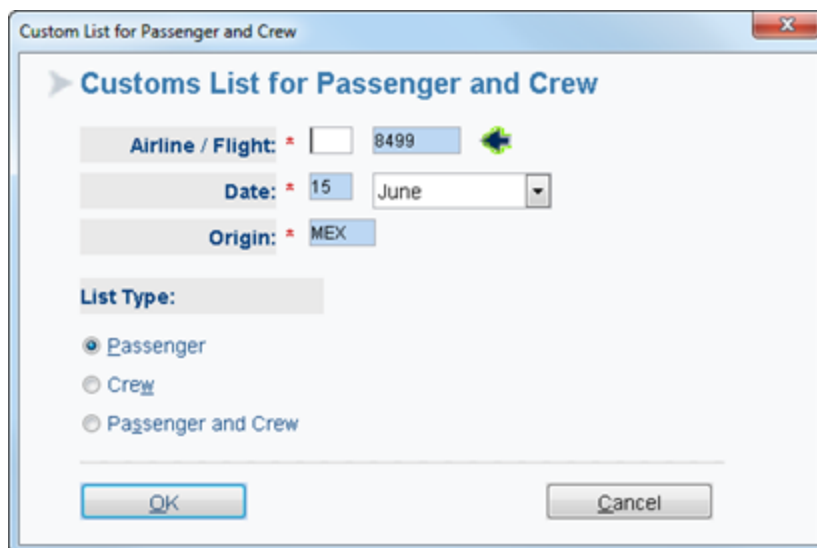 Custom List for Passenger and Crew
Customs List for Passenger and Crew
Airline / Flight: * 8499
Date: * 15 June
Origin: * MEX
List Type:
Passenger
Crew
Passenger and Crew
OK Cancel